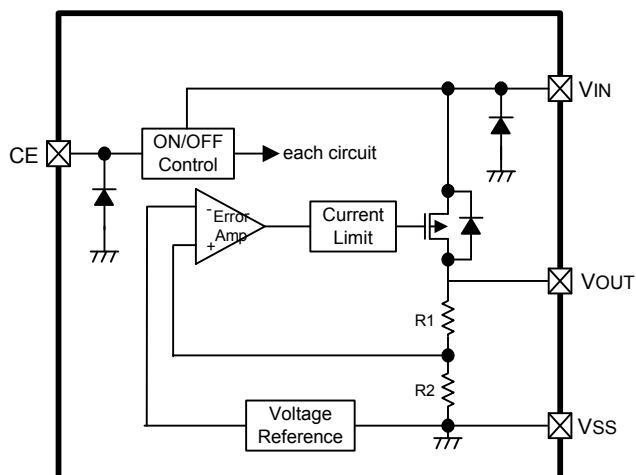 VIN
CE
ON/OFF
Control
each circuit
-
Error
Amp
+
Current
Limit
VOUT
R1
R2
Voltage
Reference
VSS